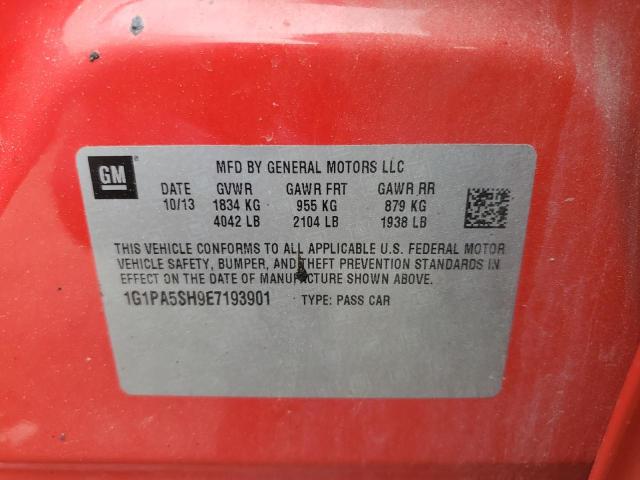 GM
MFD BY GENERAL MOTORS LLC
DATE GVWR GAWR FRT GAWR RR
10/13 1834 KG 955 KG 879 KG
4042 LB 2104 LB 1938 LB
THIS VEHICLE CONFORMS TO ALL APPLICABLE U.S. FEDERAL MOTOR
VEHICLE SAFETY, BUMPER, AND THEFT PREVENTION STANDARDS IN
EFFECT ON THE DATE OF MANUFACTURE SHOWN ABOVE.
1G1PA5SH9E7193901 TYPE: PASS CAR